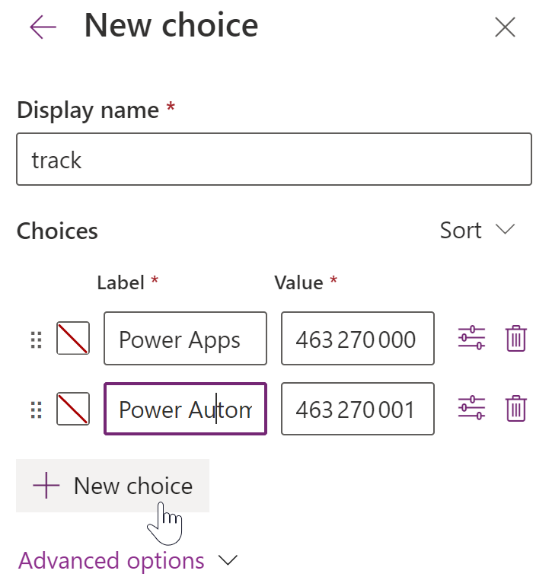 New choice
Display name *
track
Choices Sort
Label * Value *
Power Apps 463 270 000
Power Autom 463 270 001
New choice
Advanced options